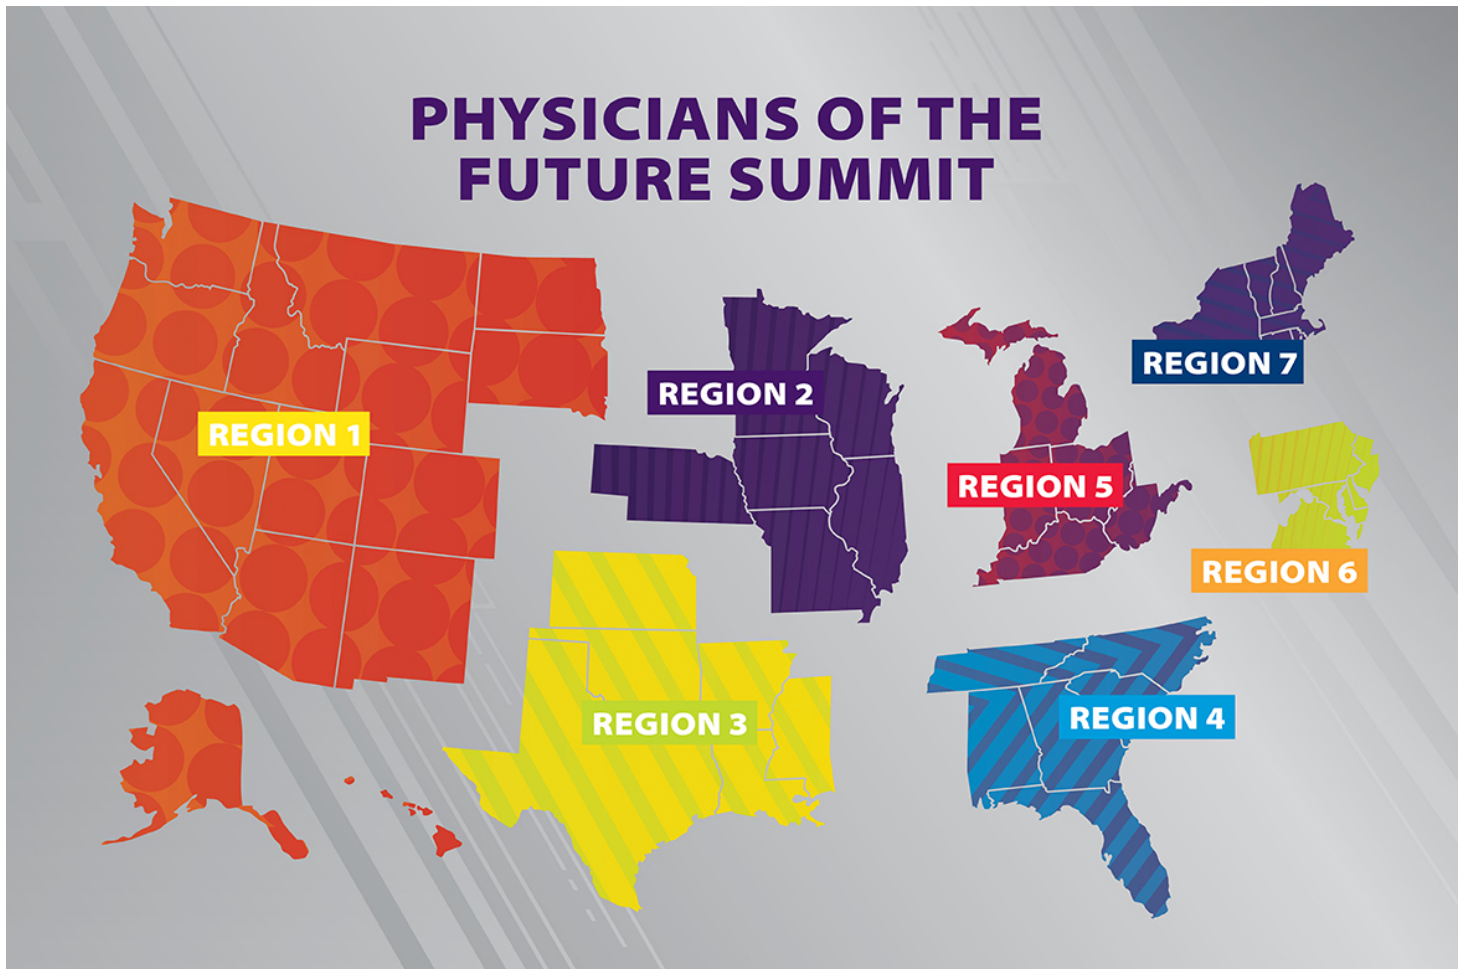 PHYSICIANS OF THE
FUTURE SUMMIT
REGION 7
REGION 2
REGION 1
REGION 5
REGION 6
REGION 3
REGION 4